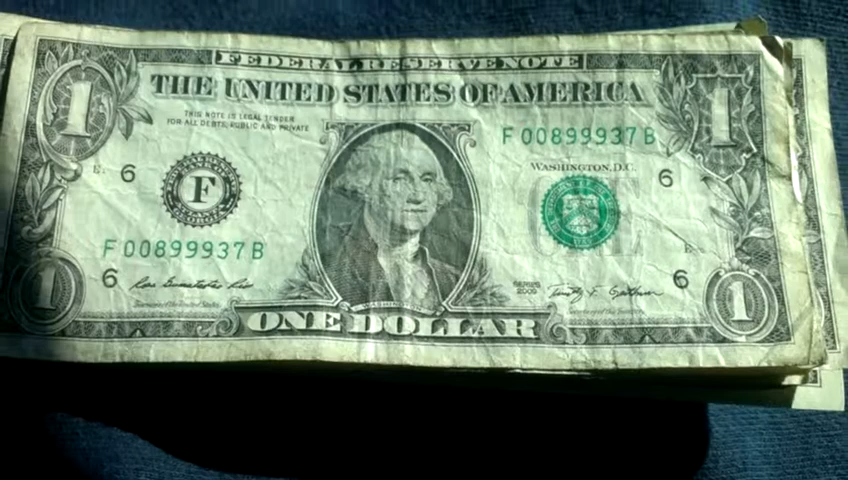 FEDERAL RESERVE NOTE
THE UNITED STATES OF AMERICA
1
1
THIS NOTE IS LEGAL TENDER
FOR ALL DEBTS, PUBLIC AND PRIVATE
F 00899937 B
WASHINGTON, D.C.
6
F
6
F 00899937 B
6
6
SERIES
2009
WASHINGTON
1
ONE DOLLAR
1